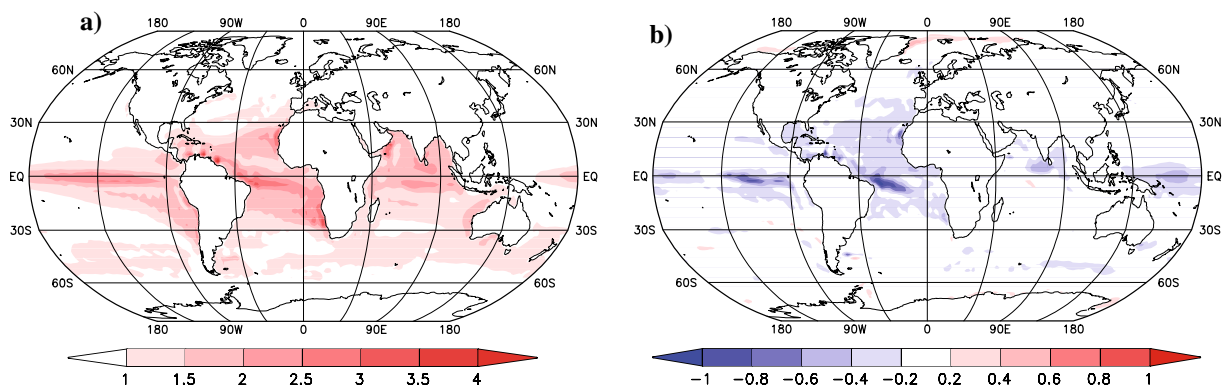 a)
180 90W 0 90E 180
60N 60N
30N 30N
EQ EQ
30S 30S
60S 60S
180 90W 0 90E 180
1 1.5 2 2.5 3 3.5 4
b)
180 90W 0 90E 180
60N 60N
30N 30N
EQ EQ
30S 30S
60S 60S
180 90W 0 90E 180
-1 -0.8 -0.6 -0.4 -0.2 0.2 0.4 0.6 0.8 1